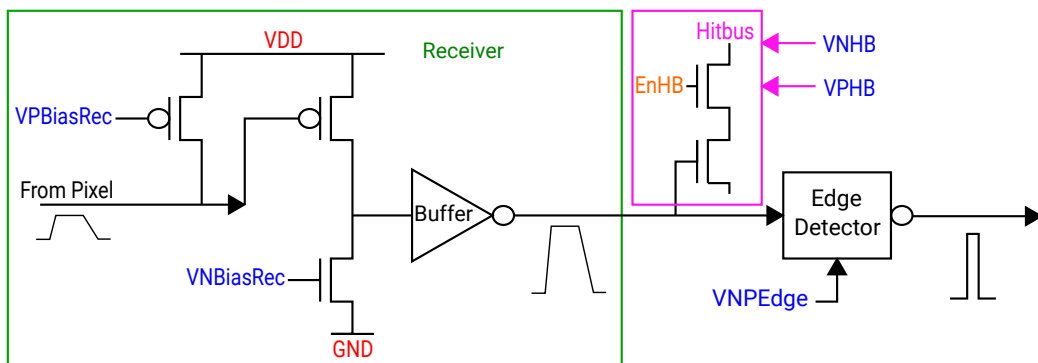 VDD
Receiver
Hitbus
VNHB
EnHB
VPHB
VPBiasRec
From Pixel
Buffer
Edge
Detector
VNBiasRec
VNPEdge
GND